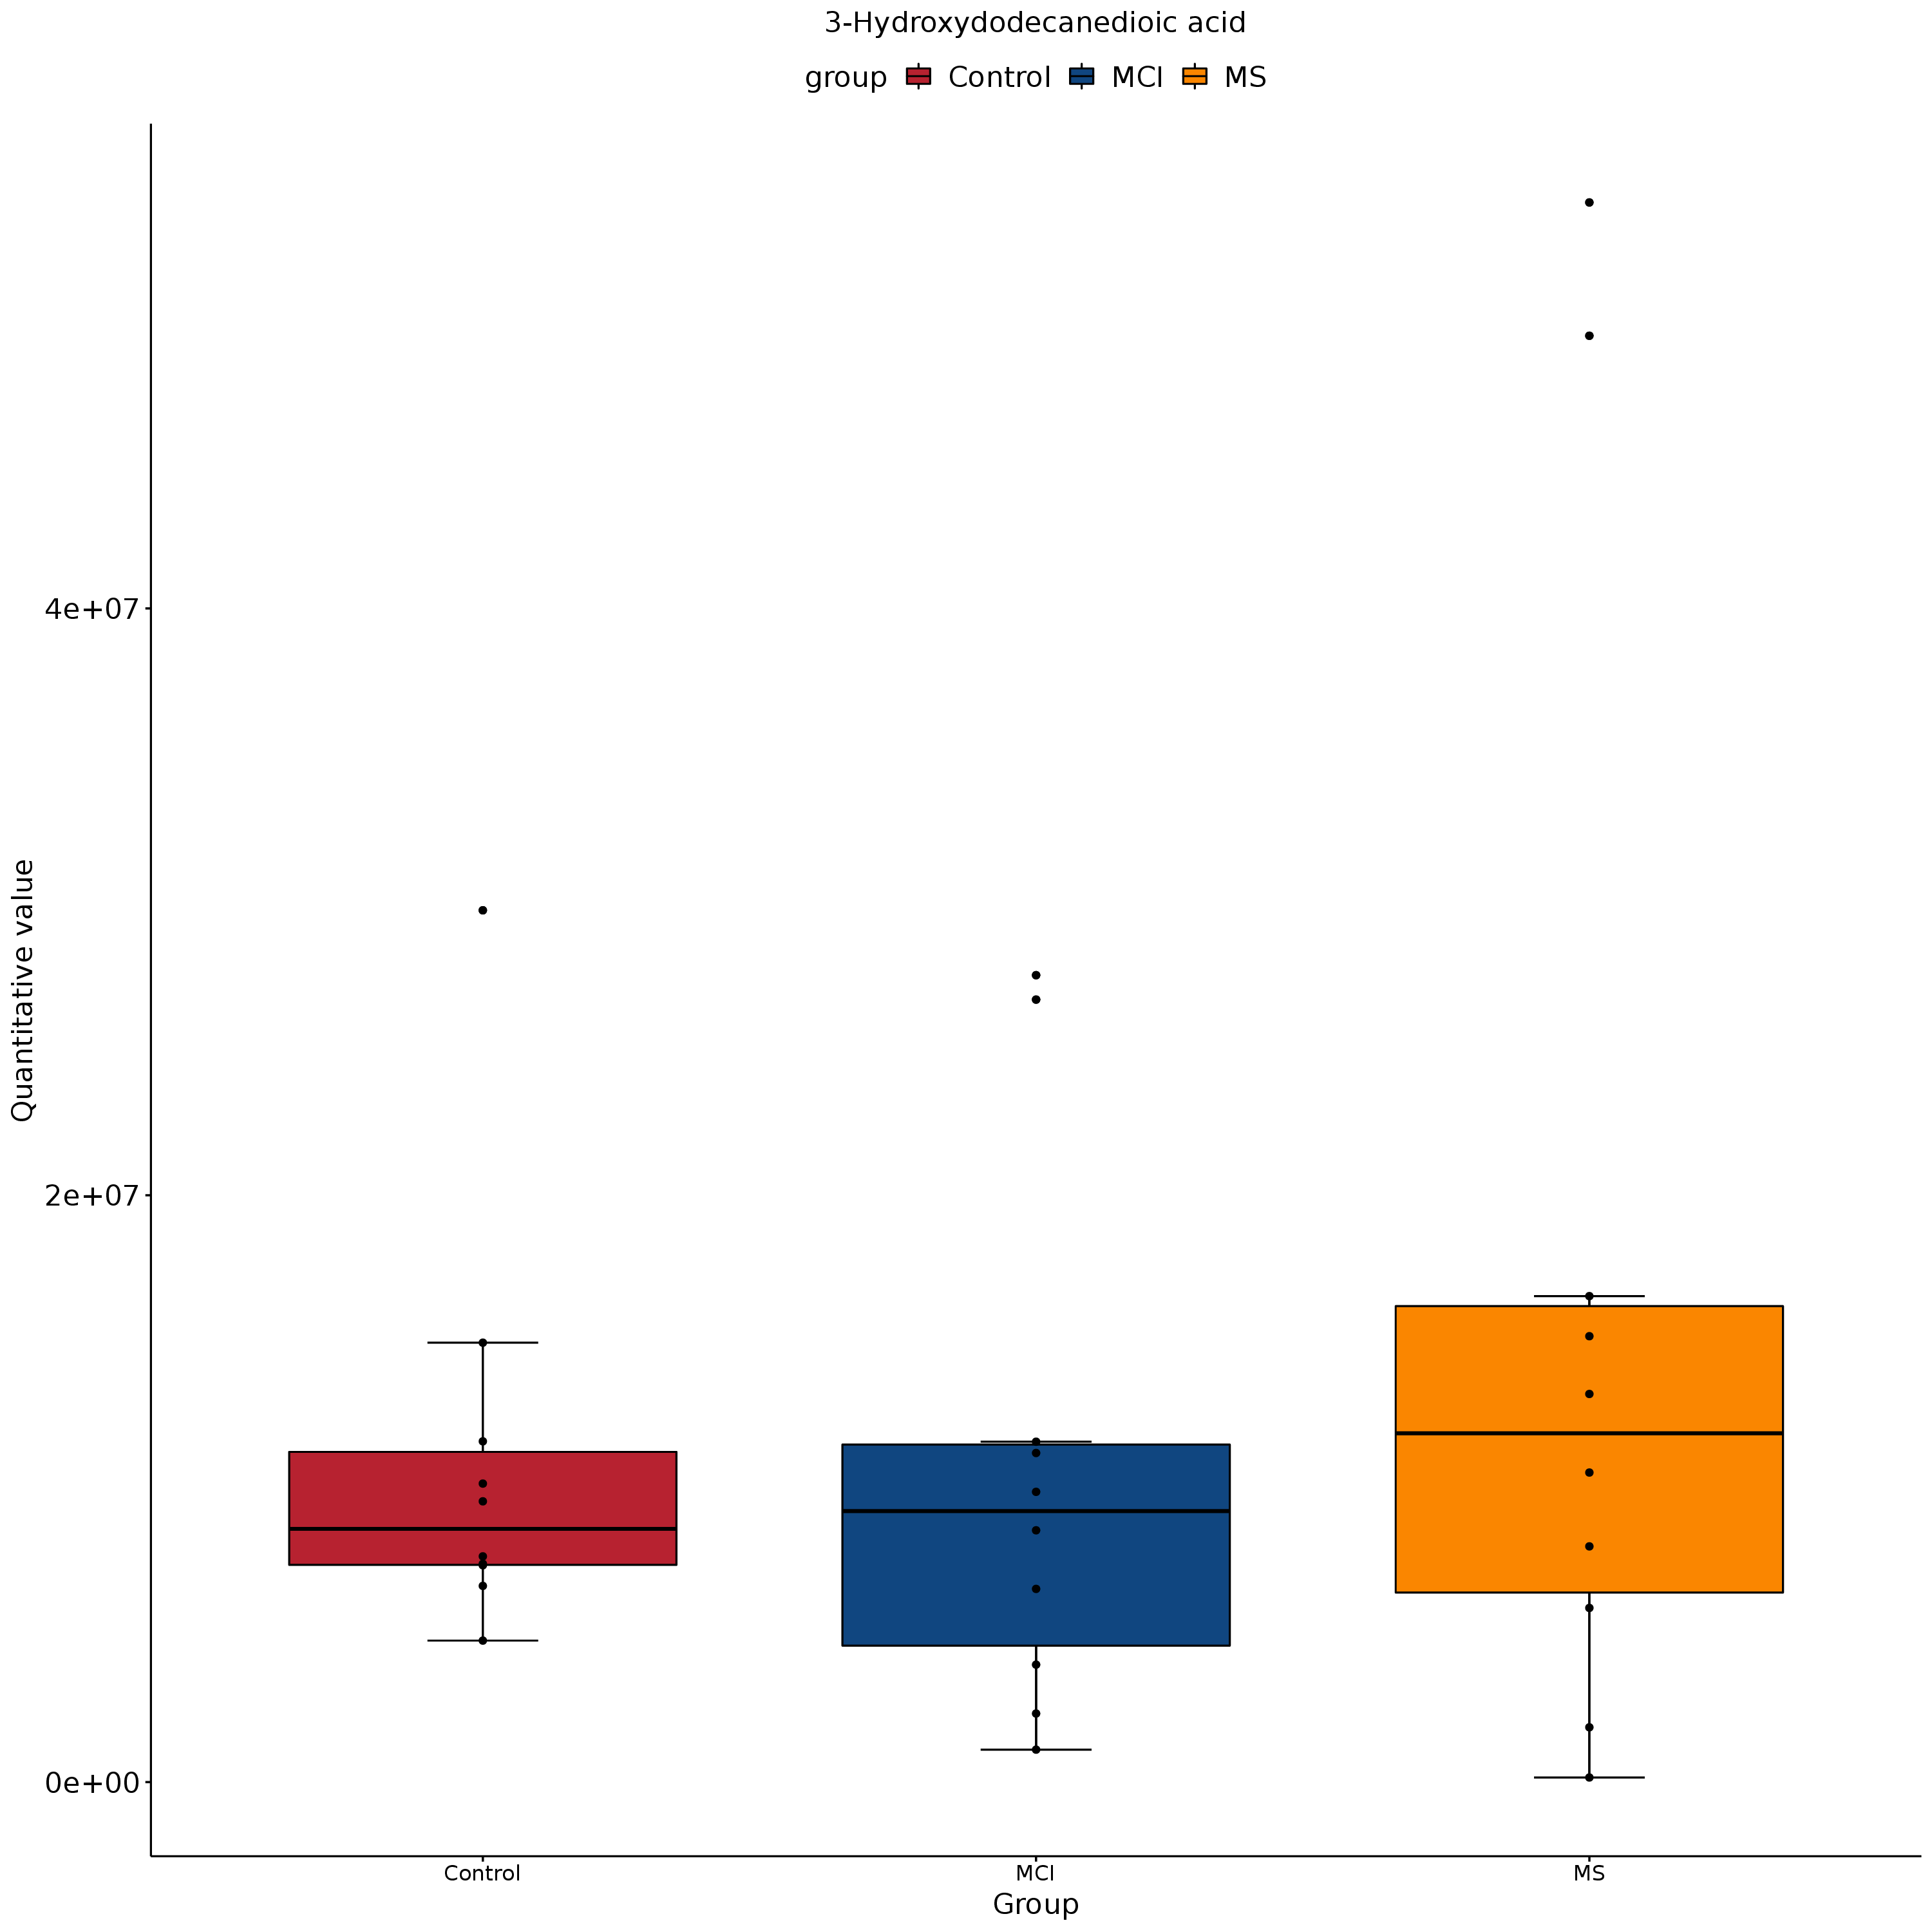 3-Hydroxydodecanedioic acid
group Control MCI MS
Quantitative value
4e+07
2e+07
0e+00
Control MCI MS
Group